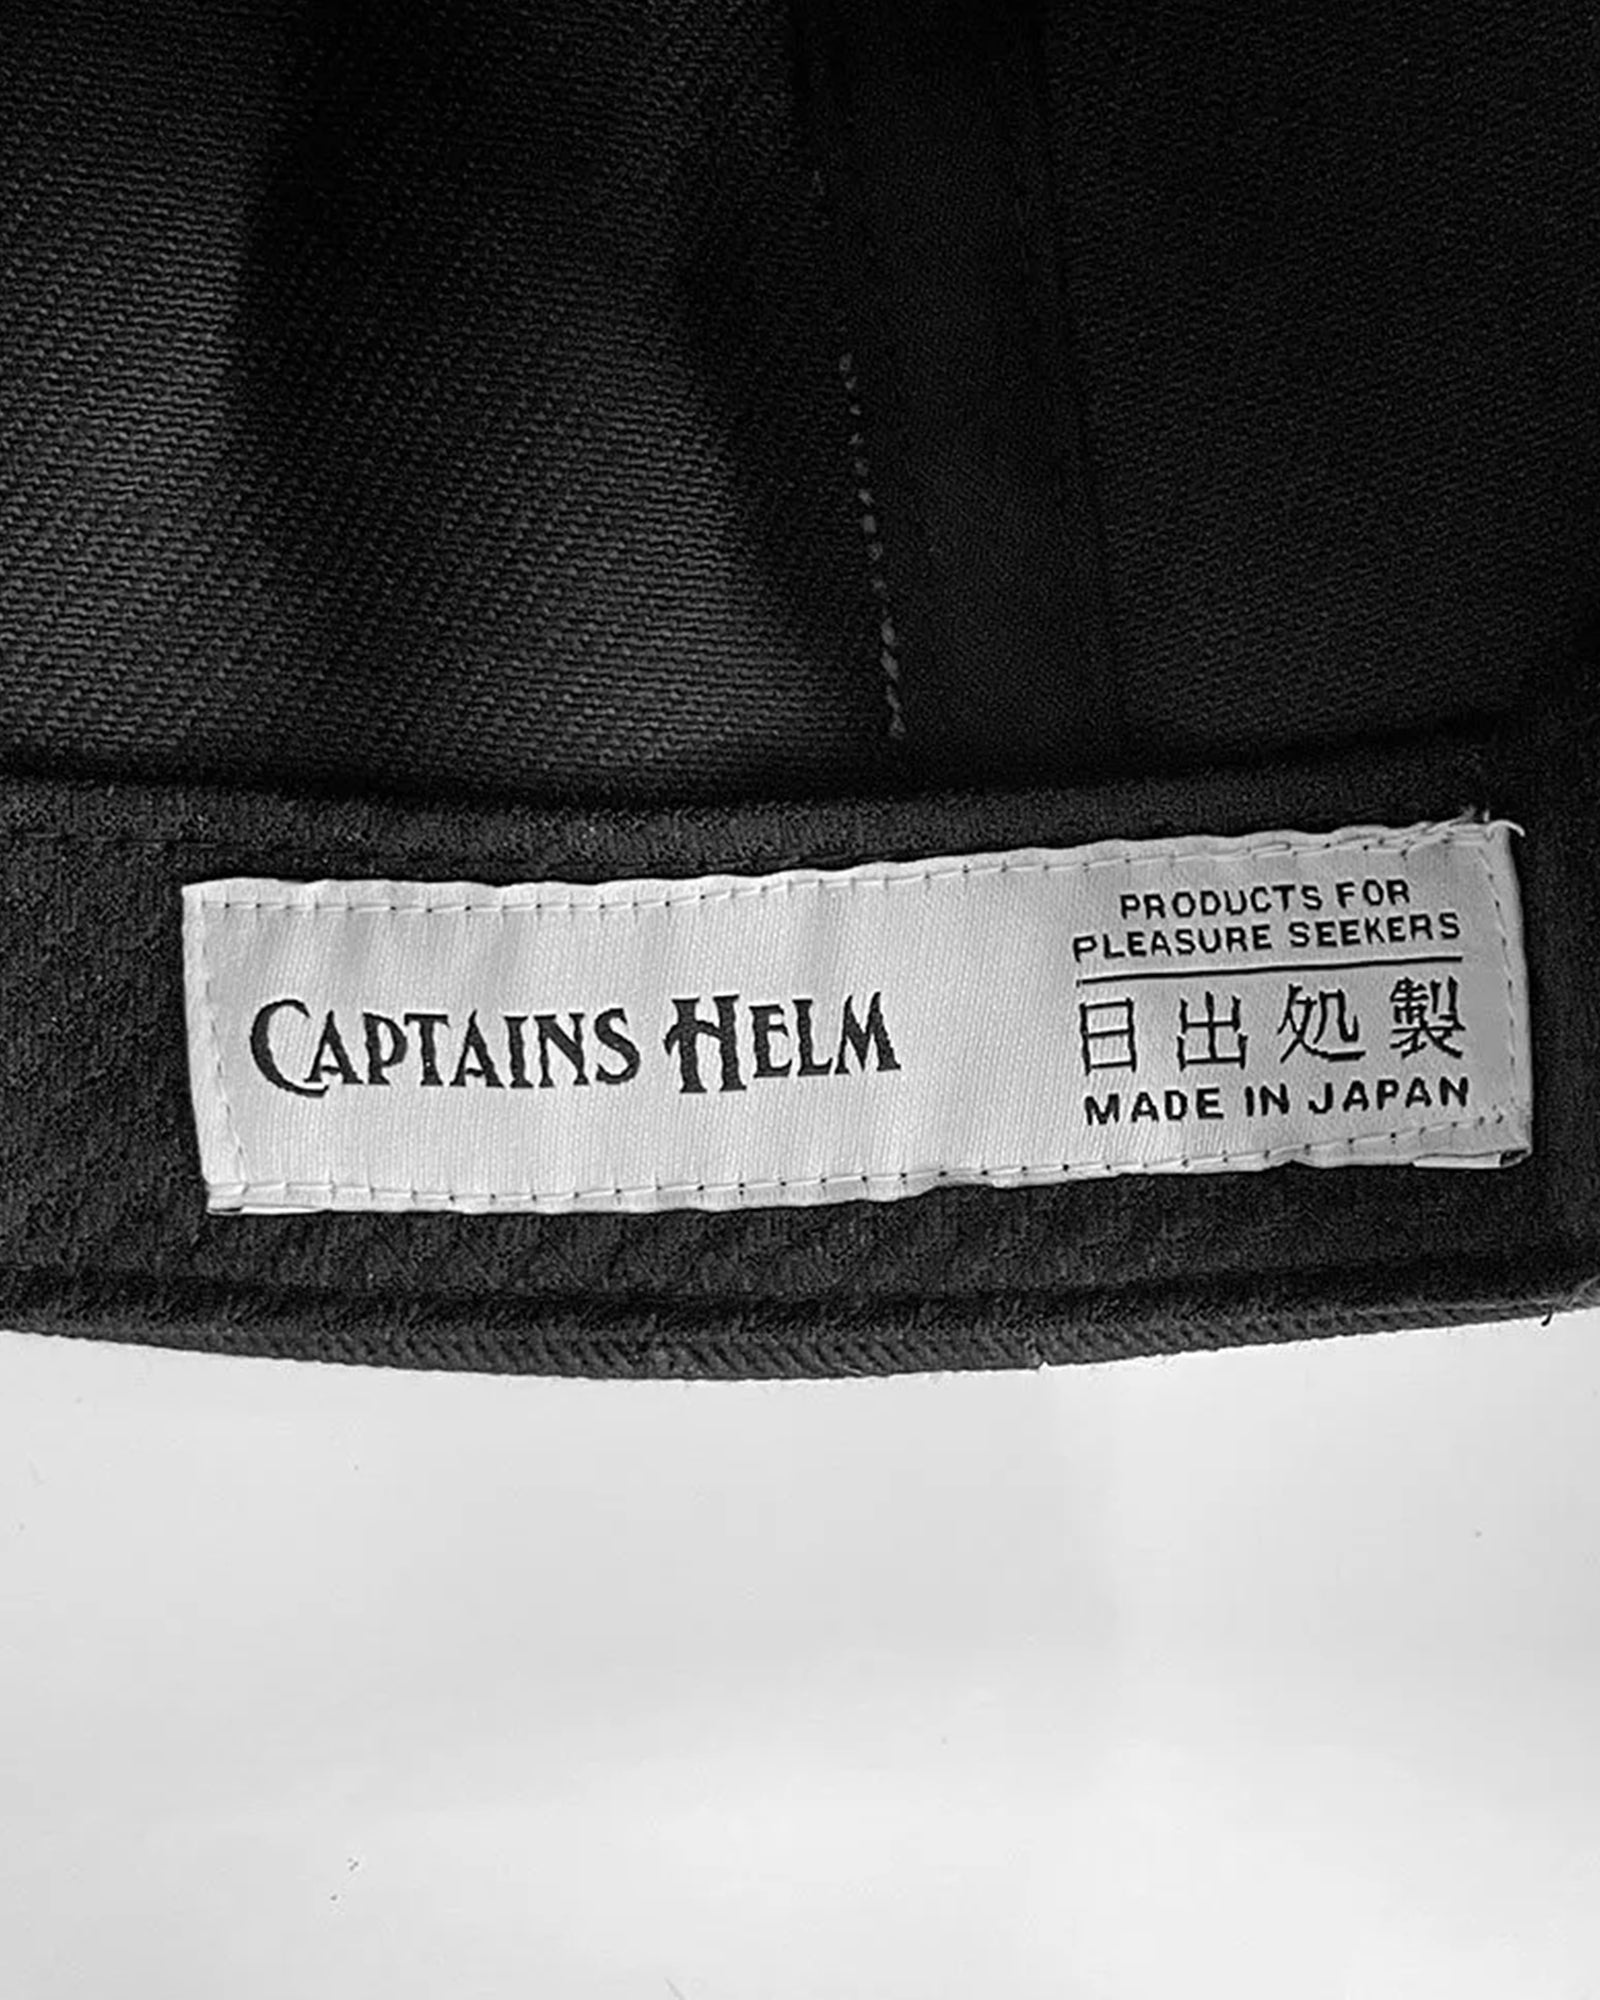 CAPTAINS HELM
PRODUCTS FOR
PLEASURE SEEKERS
日出処製
MADE IN JAPAN